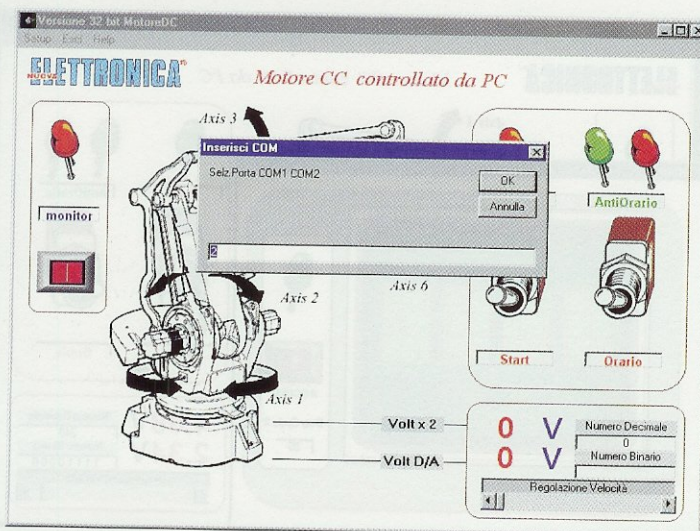 Versione 32 bit MotoreDC
Setup Esci Help
NUOVA ELETTRONICA
Motore CC controllato da PC
Axis 3
Inserisci COM
Selz.Porta COM1 COM2
OK
Annulla
2
monitor
AntiOrario
Axis 2
Axis 6
Start
Orario
Axis 1
Volt x 2
0 V
Numero Decimale
0
Volt D/A
0 V
Numero Binario
Regolazione Velocità